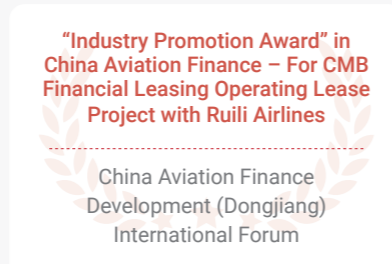 “Industry Promotion Award” in
China Aviation Finance – For CMB
Financial Leasing Operating Lease
Project with Ruili Airlines
China Aviation Finance
Development (Dongjiang)
International Forum